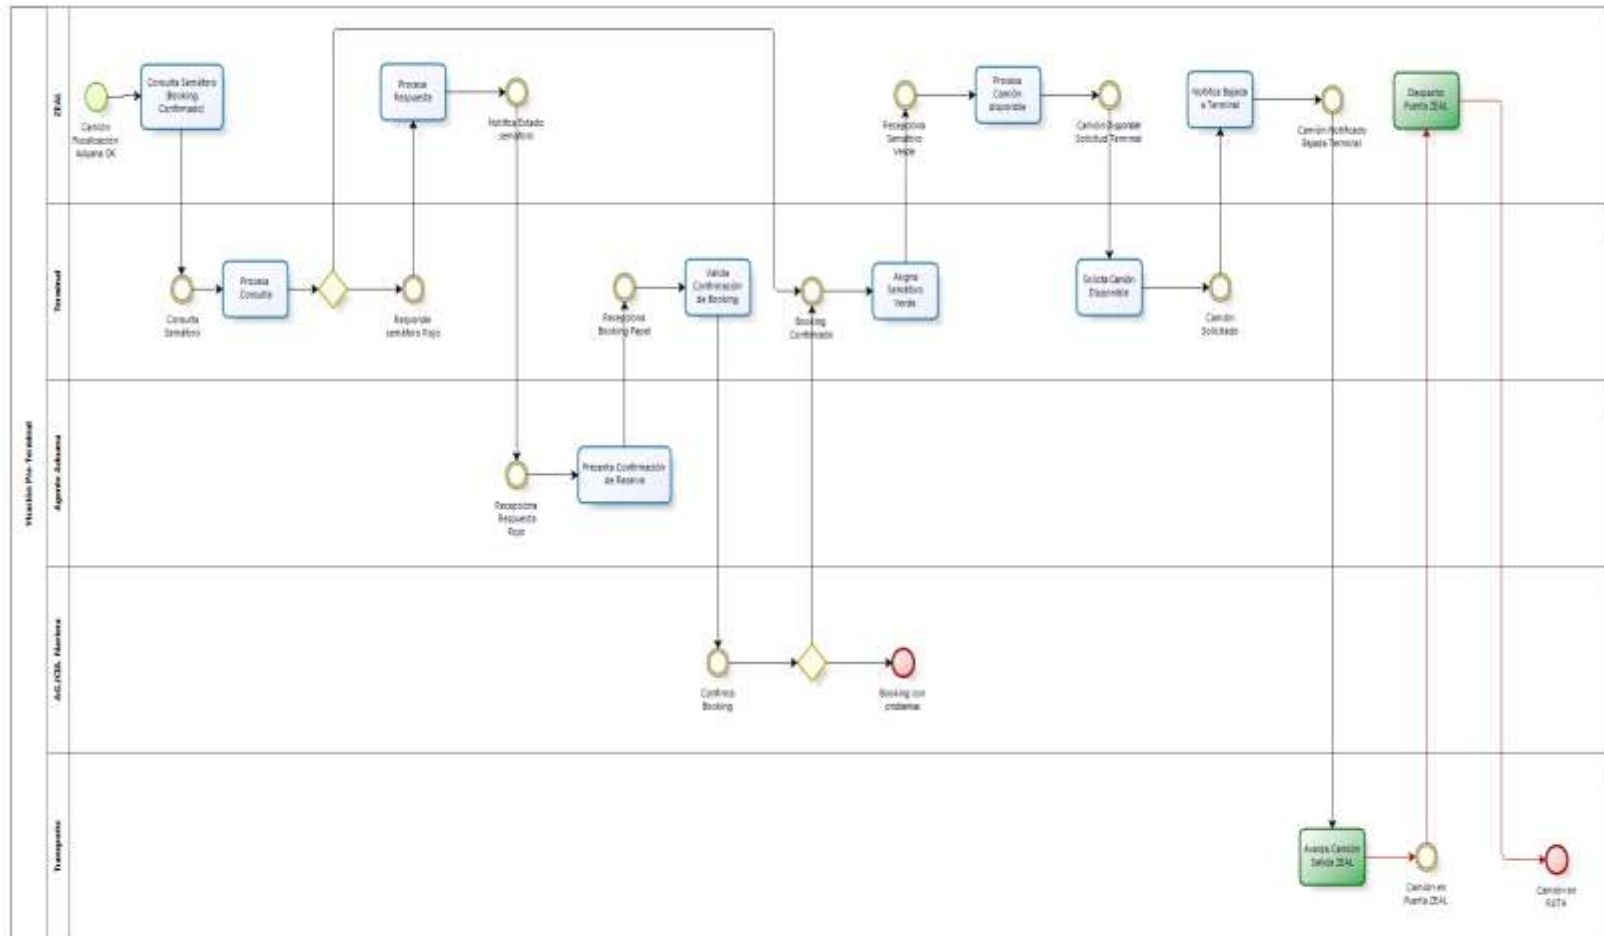 Visación Pre-Terminal
ZEAL
Camión
Fiscalización
Aduana OK
Consulta Semáforo
(Booking
Confirmado)
Procesa
Respuesta
Notifica Estado
semáforo
Recepciona
Semáforo
Verde
Procesa
Camión
disponible
Camión Disponible
Solicitud Terminal
Notifica Bajada
a Terminal
Camión Notificado
Bajada Terminal
Despacho
Puerta ZEAL
Terminal
Consulta
Semáforo
Procesa
Consulta
Responde
semáforo Rojo
Recepciona
Booking Papel
Valida
Confirmación
de Booking
Booking
Confirmado
Asigna
Semáforo
Verde
Solicita Camión
Disponible
Camión
Solicitado
Agente Aduana
Recepciona
Respuesta
Rojo
Presenta Confirmación
de Reserva
AG./CIA. Naviera
Confirma
Booking
Booking con
problemas
Transporte
Avanza Camión
Salida ZEAL
Camión en
Puerta ZEAL
Camión en
RUTA